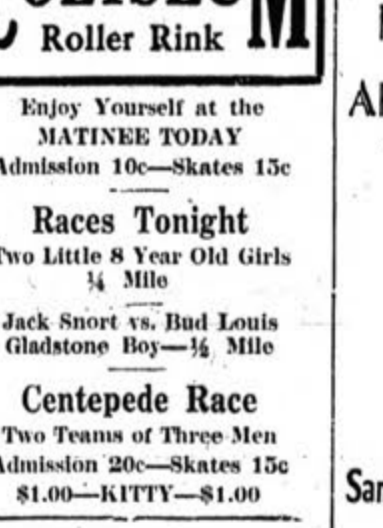 Roller Rink
Enjoy Yourself at the
MATINEE TODAY
Admission 10c—Skates 15c
Races Tonight
Two Little 8 Year Old Girls
¼ Mile
Jack Snort vs. Bud Louis
Gladstone Boy—½ Mile
Centepede Race
Two Teams of Three Men
Admission 20c—Skates 15c
$1.00—KITTY—$1.00